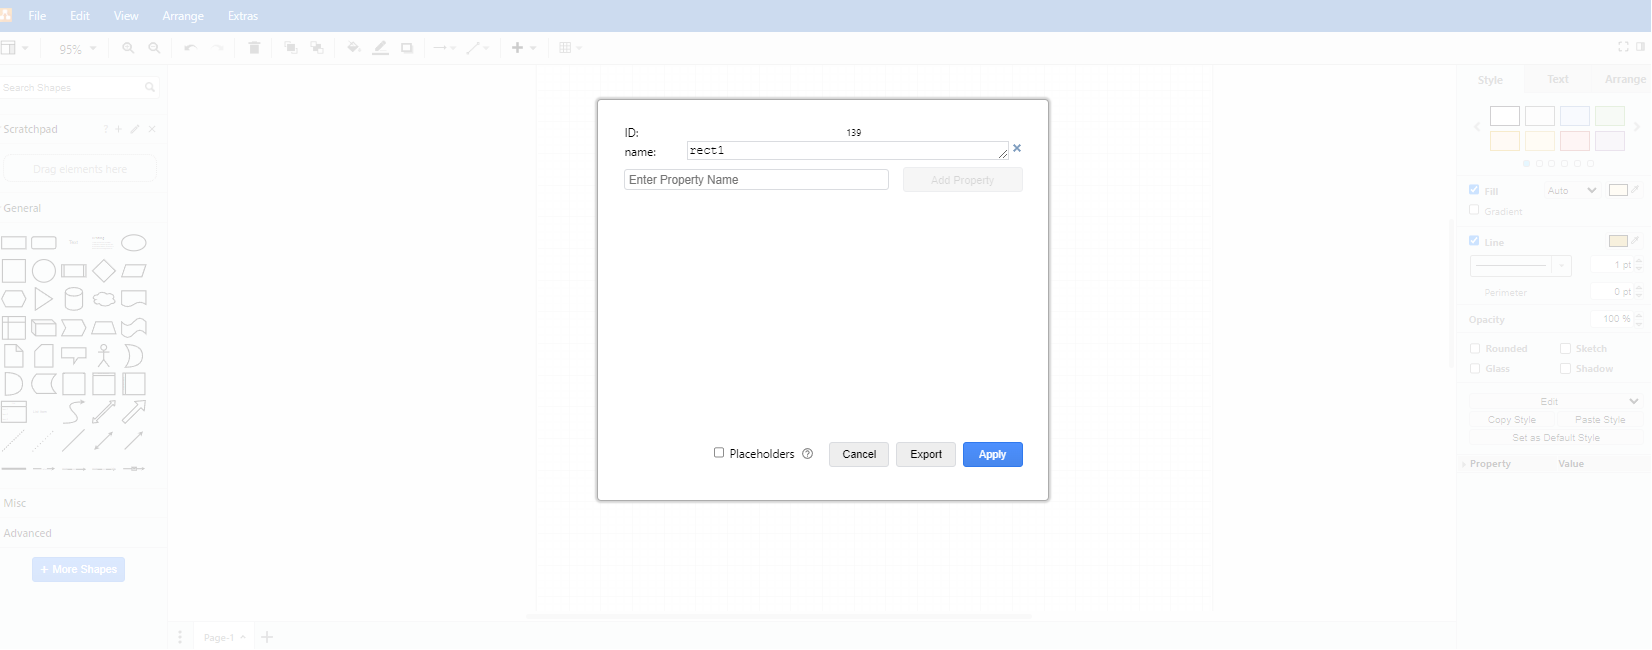 File Edit View Arrange Extras
95%
Search Shapes
Scratchpad ?
Drag elements here
General
Text
Misc
Advanced
+ More Shapes
ID: 139
name: rect1
Enter Property Name Add Property
Placeholders ? Cancel Export Apply
Page-1
Style Text Arrange
Fill Auto
Gradient
Line
1 pt
Perimeter 0 pt
Opacity 100 %
Rounded Sketch
Glass Shadow
Edit
Copy Style Paste Style
Set as Default Style
Property Value